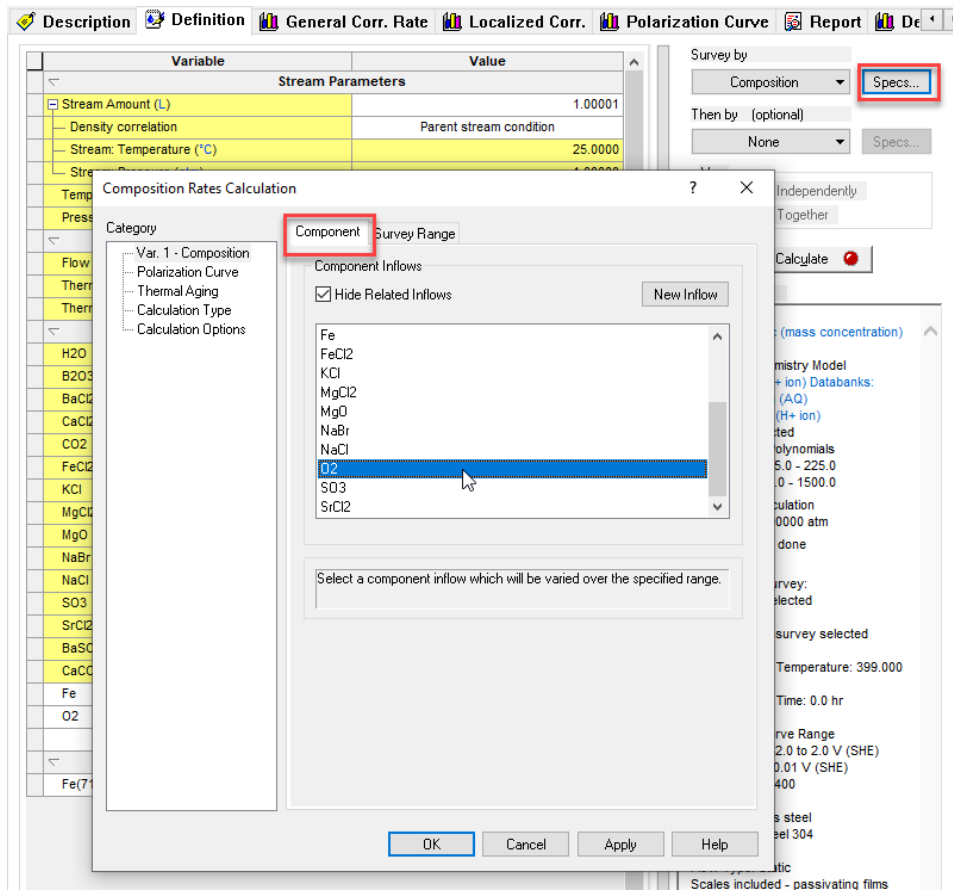 Description Definition General Corr. Rate Localized Corr. Polarization Curve Report De
Variable Value
Stream Parameters
Stream Amount (L) 1.00001
Density correlation Parent stream condition
Stream: Temperature (°C) 25.0000
Survey by
Composition Specs...
Then by (optional)
None Specs...
Independently
Together
Calculate
Temp
Press
Flow
Therr
Therr
H2O
B2O3
BaCl2
CaCl2
CO2
FeCl2
KCl
MgCl2
MgO
NaBr
NaCl
SO3
SrCl2
BaSO
CaCO
Fe
O2
Fe(71
Composition Rates Calculation ?
Category
Var. 1 - Composition
Polarization Curve
Thermal Aging
Calculation Type
Calculation Options
Component Survey Range
Component Inflows
Hide Related Inflows New Inflow
Fe
FeCl2
KCl
MgCl2
MgO
NaBr
NaCl
O2
SO3
SrCl2
Select a component inflow which will be varied over the specified range.
OK Cancel Apply Help
(mass concentration)
mistry Model
+ ion) Databanks:
(AQ)
(H+ ion)
ted
olynomials
5.0 - 225.0
.0 - 1500.0
culation
0000 atm
done
rvey:
elected
survey selected
Temperature: 399.000
Time: 0.0 hr
rve Range
2.0 to 2.0 V (SHE)
0.01 V (SHE)
400
s steel
eel 304
Scales included - passivating films